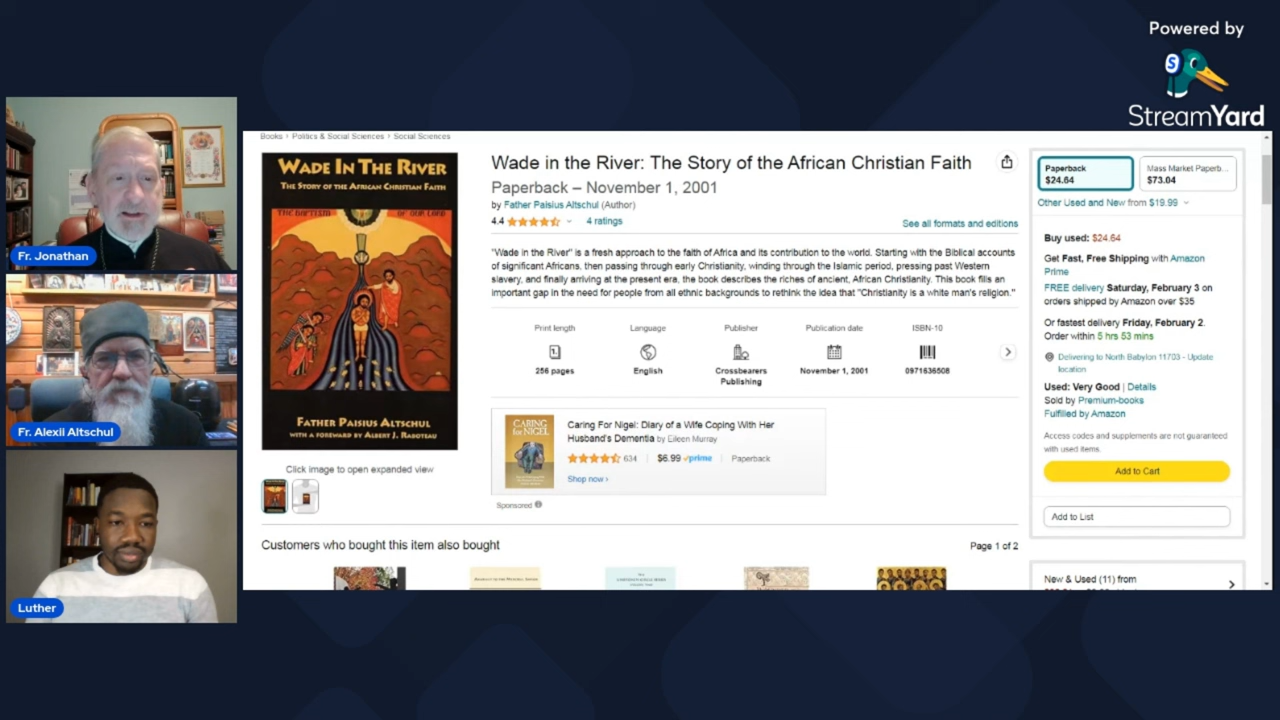 Powered by
StreamYard
Fr. Jonathan
Fr. Alexii Altschul
Luther
Books › Politics & Social Sciences › Social Sciences
WADE IN THE RIVER
THE STORY OF THE AFRICAN CHRISTIAN FAITH
THE BAPTISM OF OUR LORD
FATHER PAISIUS ALTSCHUL
WITH A FOREWORD BY ALBERT J. RABOTEAU
Click image to open expanded view
Wade in the River: The Story of the African Christian Faith
Paperback – November 1, 2001
by Father Paisius Altschul (Author)
4.4 4 ratings
See all formats and editions
"Wade in the River" is a fresh approach to the faith of Africa and its contribution to the world. Starting with the Biblical accounts
of significant Africans, then passing through early Christianity, winding through the Islamic period, pressing past Western
slavery, and finally arriving at the present era, the book describes the riches of ancient, African Christianity. This book fills an
important gap in the need for people from all ethnic backgrounds to rethink the idea that "Christianity is a white man's religion."
Print length Language Publisher Publication date ISBN-10
256 pages English Crossbearers November 1, 2001 0971636508
Publishing
CARING
for NIGEL
Caring For Nigel: Diary of a Wife Coping With Her
Husband's Dementia by Eileen Murray
634 $6.99 prime Paperback
Shop now ›
Sponsored
Customers who bought this item also bought
Page 1 of 2
Paperback
$24.64
Mass Market Paperb...
$73.04
Other Used and New from $19.99
Buy used: $24.64
Get Fast, Free Shipping with Amazon
Prime
FREE delivery Saturday, February 3 on
orders shipped by Amazon over $35
Or fastest delivery Friday, February 2.
Order within 5 hrs 53 mins
Delivering to North Babylon 11703 - Update
location
Used: Very Good | Details
Sold by Premium-books
Fulfilled by Amazon
Access codes and supplements are not guaranteed
with used items.
Add to Cart
Add to List
New & Used (11) from